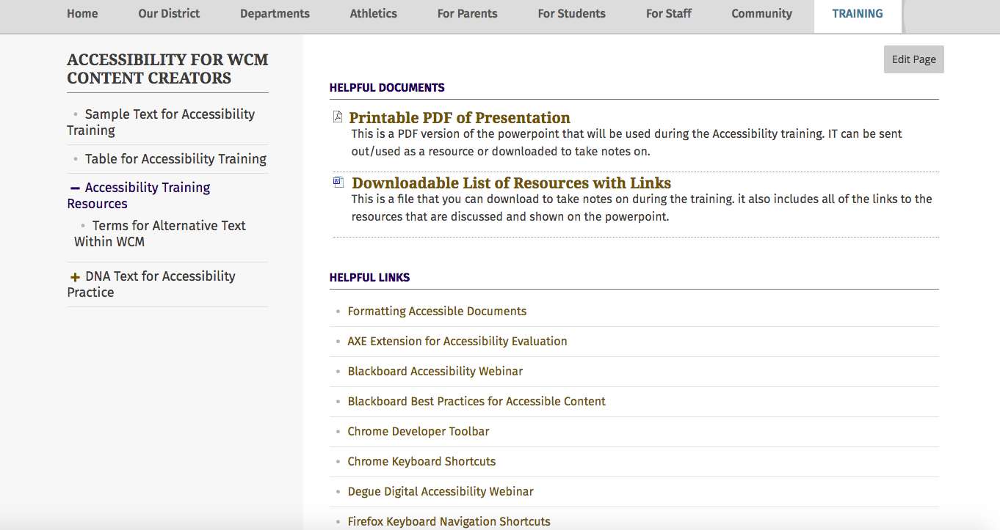 Home Our District Departments Athletics For Parents For Students For Staff Community TRAINING
ACCESSIBILITY FOR WCM
CONTENT CREATORS
Sample Text for Accessibility
Training
Table for Accessibility Training
Accessibility Training
Resources
Terms for Alternative Text
Within WCM
DNA Text for Accessibility
Practice
Edit Page
HELPFUL DOCUMENTS
Printable PDF of Presentation
This is a PDF version of the powerpoint that will be used during the Accessibility training. IT can be sent
out/used as a resource or downloaded to take notes on.
Downloadable List of Resources with Links
This is a file that you can download to take notes on during the training. it also includes all of the links to the
resources that are discussed and shown on the powerpoint.
HELPFUL LINKS
Formatting Accessible Documents
AXE Extension for Accessibility Evaluation
Blackboard Accessibility Webinar
Blackboard Best Practices for Accessible Content
Chrome Developer Toolbar
Chrome Keyboard Shortcuts
Degue Digital Accessibility Webinar
Firefox Keyboard Navigation Shortcuts